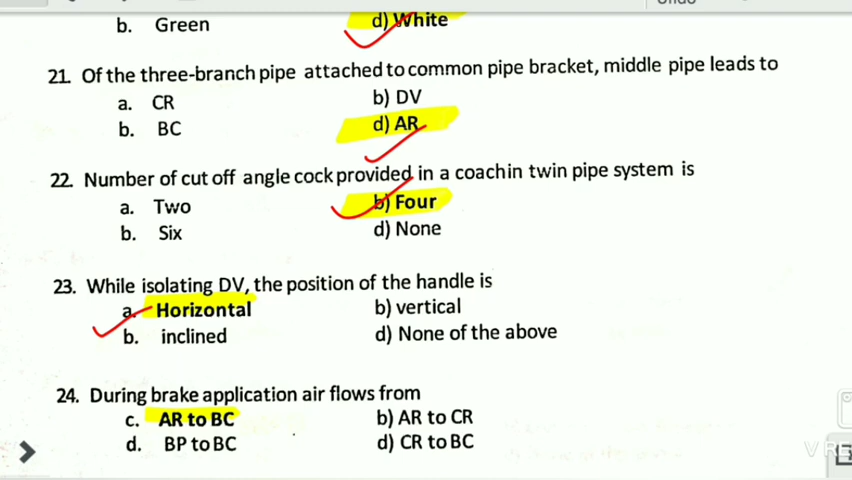 b. Green d) White
21. Of the three-branch pipe attached to common pipe bracket, middle pipe leads to
a. CR b) DV
b. BC d) AR
22. Number of cut off angle cock provided in a coachin twin pipe system is
a. Two b) Four
b. Six d) None
23. While isolating DV, the position of the handle is
a. Horizontal b) vertical
b. inclined d) None of the above
24. During brake application air flows from
c. AR to BC b) AR to CR
d. BP to BC d) CR to BC